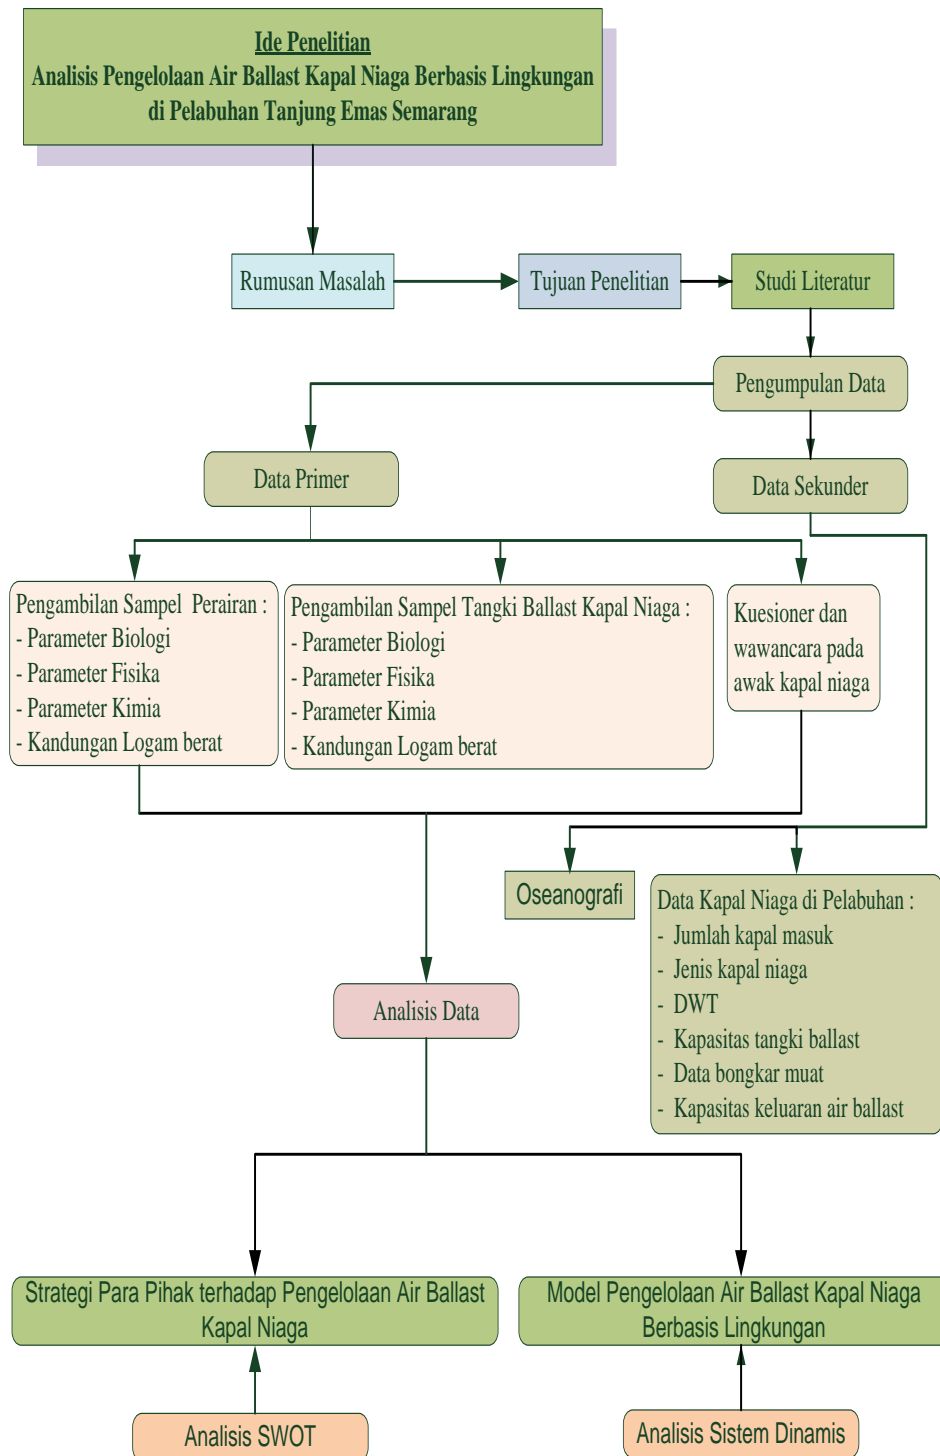 Ide Penelitian
Analisis Pengelolaan Air Ballast Kapal Niaga Berbasis Lingkungan
di Pelabuhan Tanjung Emas Semarang
Rumusan Masalah
Tujuan Penelitian
Studi Literatur
Pengumpulan Data
Data Primer
Data Sekunder
Pengambilan Sampel Perairan :
- Parameter Biologi
- Parameter Fisika
- Parameter Kimia
- Kandungan Logam berat
Pengambilan Sampel Tangki Ballast Kapal Niaga :
- Parameter Biologi
- Parameter Fisika
- Parameter Kimia
- Kandungan Logam berat
Kuesioner dan
wawancara pada
awak kapal niaga
Oseanografi
Data Kapal Niaga di Pelabuhan :
- Jumlah kapal masuk
- Jenis kapal niaga
- DWT
- Kapasitas tangki ballast
- Data bongkar muat
- Kapasitas keluaran air ballast
Analisis Data
Strategi Para Pihak terhadap Pengelolaan Air Ballast
Kapal Niaga
Model Pengelolaan Air Ballast Kapal Niaga
Berbasis Lingkungan
Analisis SWOT
Analisis Sistem Dinamis